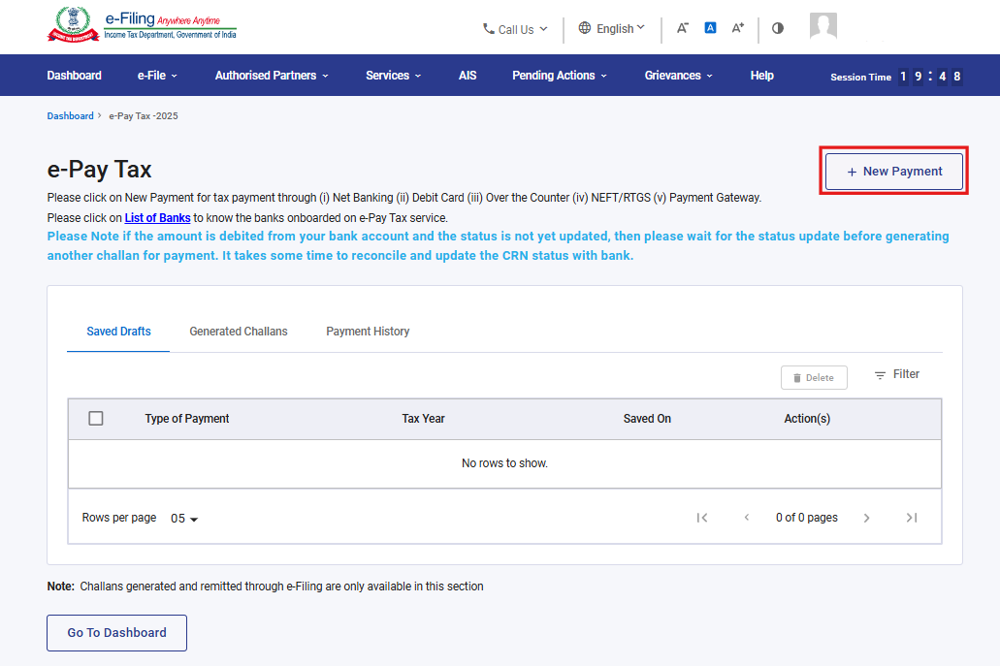 e-Filing Anywhere Anytime
Income Tax Department, Government of India
Call Us
English
A-
A
A+
Dashboard e-File Authorised Partners Services AIS Pending Actions Grievances Help Session Time 1 9 : 4 8
Dashboard > e-Pay Tax -2025
e-Pay Tax
+ New Payment
Please click on New Payment for tax payment through (i) Net Banking (ii) Debit Card (iii) Over the Counter (iv) NEFT/RTGS (v) Payment Gateway.
Please click on List of Banks to know the banks onboarded on e-Pay Tax service.
Please Note if the amount is debited from your bank account and the status is not yet updated, then please wait for the status update before generating
another challan for payment. It takes some time to reconcile and update the CRN status with bank.
Saved Drafts Generated Challans Payment History
Delete Filter
Type of Payment Tax Year Saved On Action(s)
No rows to show.
Rows per page 05 0 of 0 pages
Note: Challans generated and remitted through e-Filing are only available in this section
Go To Dashboard